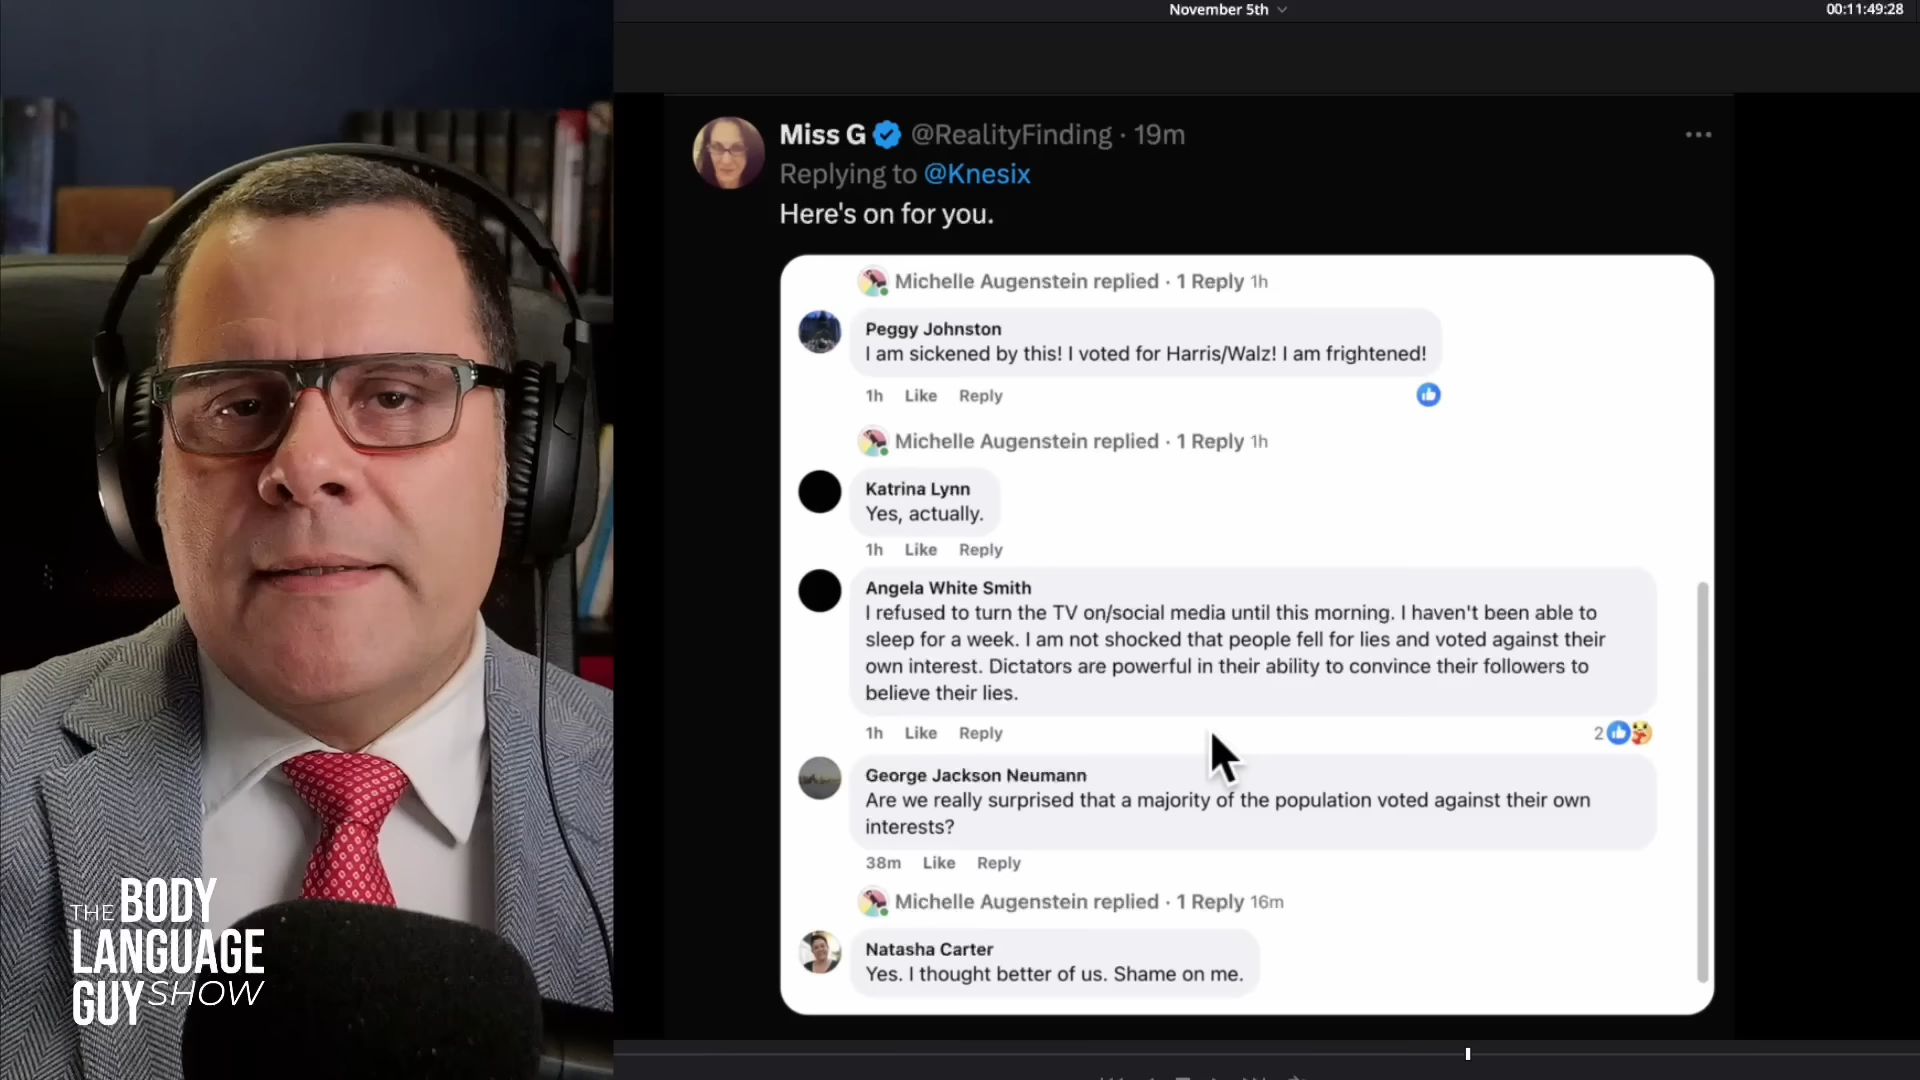 November 5th
00:11:49:28
Miss G @RealityFinding · 19m
Replying to @Knesix
Here's on for you.
Michelle Augenstein replied · 1 Reply 1h
Peggy Johnston
I am sickened by this! I voted for Harris/Walz! I am frightened!
1h Like Reply
Michelle Augenstein replied · 1 Reply 1h
Katrina Lynn
Yes, actually.
1h Like Reply
Angela White Smith
I refused to turn the TV on/social media until this morning. I haven't been able to
sleep for a week. I am not shocked that people fell for lies and voted against their
own interest. Dictators are powerful in their ability to convince their followers to
believe their lies.
1h Like Reply
2
George Jackson Neumann
Are we really surprised that a majority of the population voted against their own
interests?
38m Like Reply
Michelle Augenstein replied · 1 Reply 16m
Natasha Carter
Yes. I thought better of us. Shame on me.
THE BODY
LANGUAGE
GUY SHOW